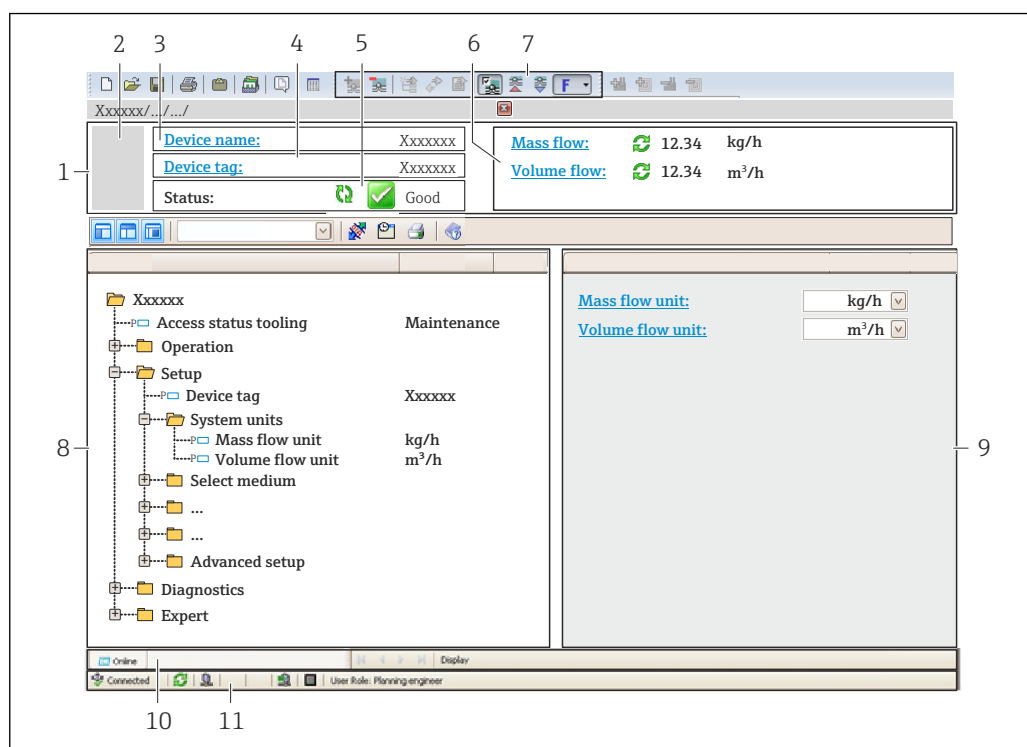 2 3 4 5 6 7
F
Xxxxxx/.../.../
1
Device name: Xxxxxxx
Device tag: Xxxxxxx
Status: Good
Mass flow: 12.34 kg/h
Volume flow: 12.34 m³/h
Xxxxxx
P Access status tooling Maintenance
Operation
Setup
P Device tag Xxxxxx
System units
P Mass flow unit kg/h
P Volume flow unit m³/h
Select medium
...
...
Advanced setup
Diagnostics
Expert
8
Mass flow unit: kg/h
Volume flow unit: m³/h
9
Online Display
Connected User Role: Planning engineer
10 11